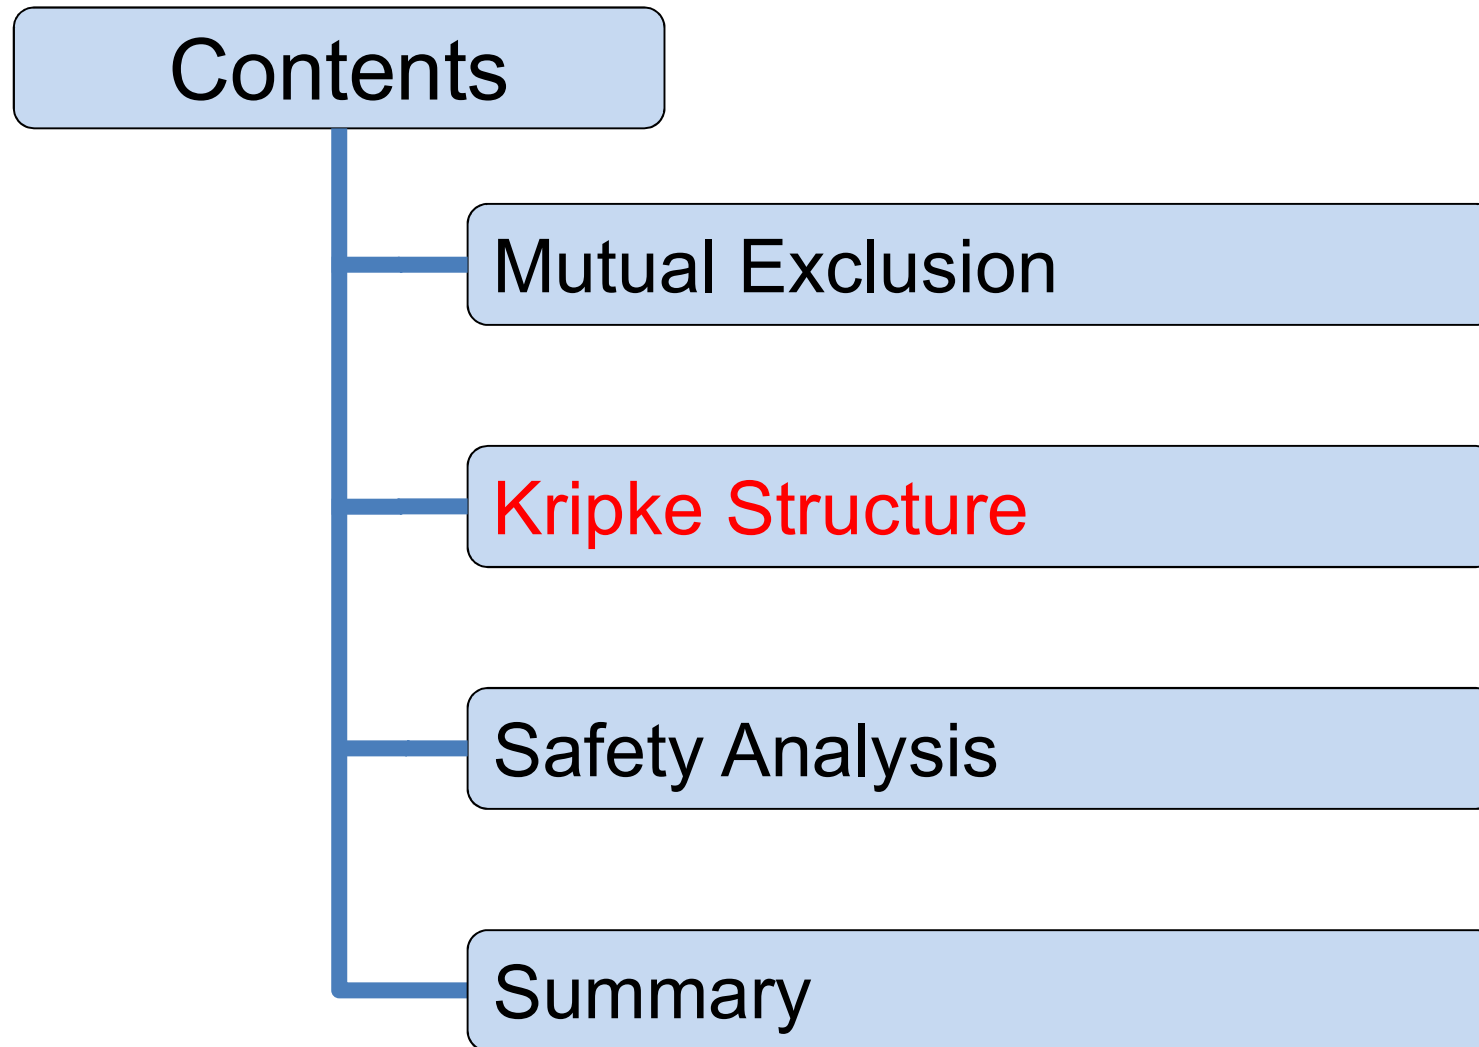 Contents
Mutual Exclusion
Kripke Structure
Safety Analysis
Summary